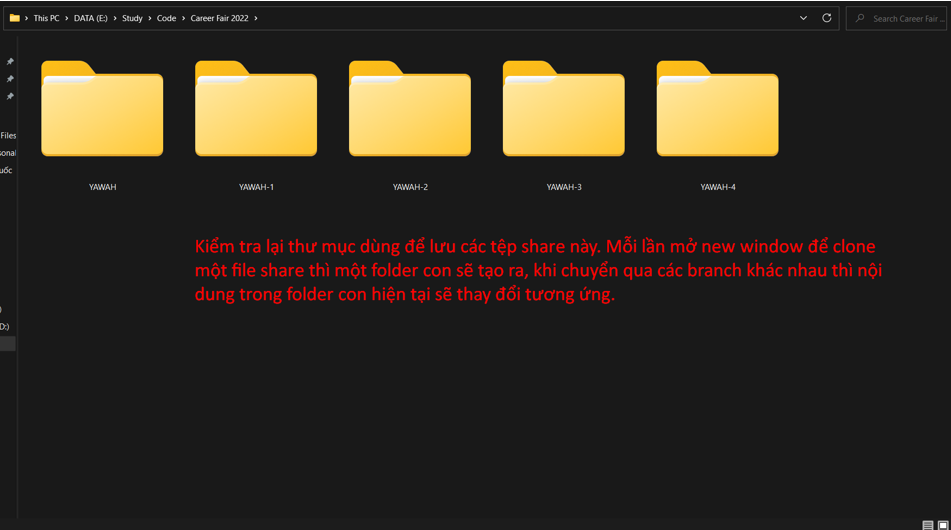 This PC > DATA (E:) > Study > Code > Career Fair 2022 >
Search Career Fair ...
Files
sonal
uốc
D:)
YAWAH
YAWAH-1
YAWAH-2
YAWAH-3
YAWAH-4
Kiểm tra lại thư mục dùng để lưu các tệp share này. Mỗi lần mở new window để clone
một file share thì một folder con sẽ tạo ra, khi chuyển qua các branch khác nhau thì nội
dung trong folder con hiện tại sẽ thay đổi tương ứng.